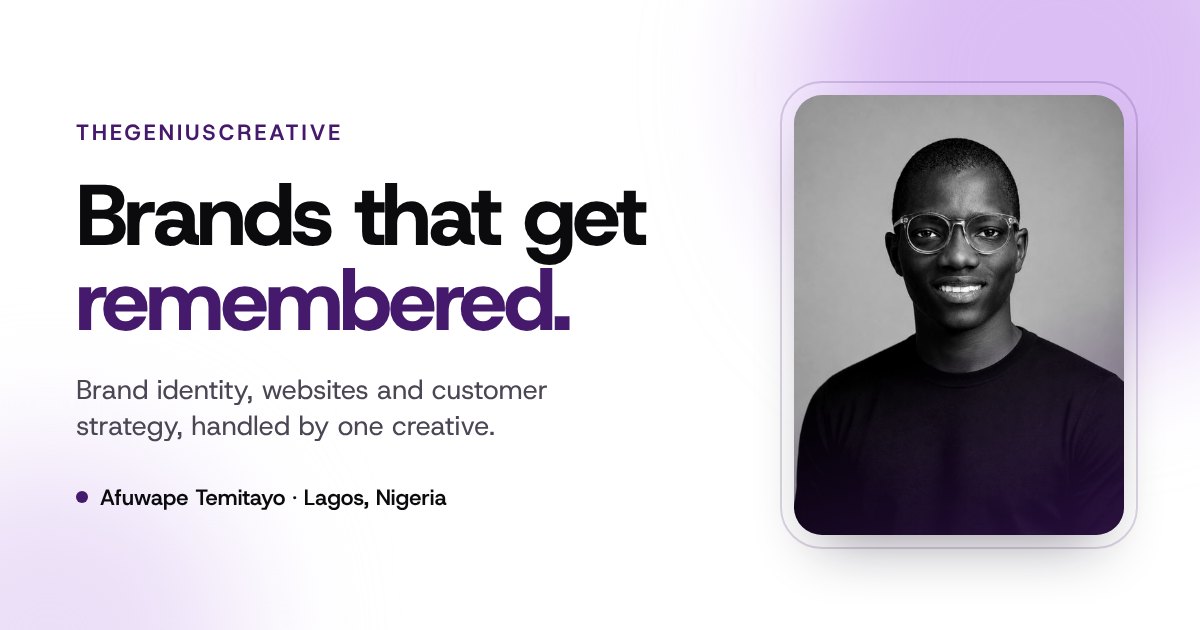 THEGENIUSCREATIVE
Brands that get
remembered.
Brand identity, websites and customer
strategy, handled by one creative.
Afuwape Temitayo · Lagos, Nigeria